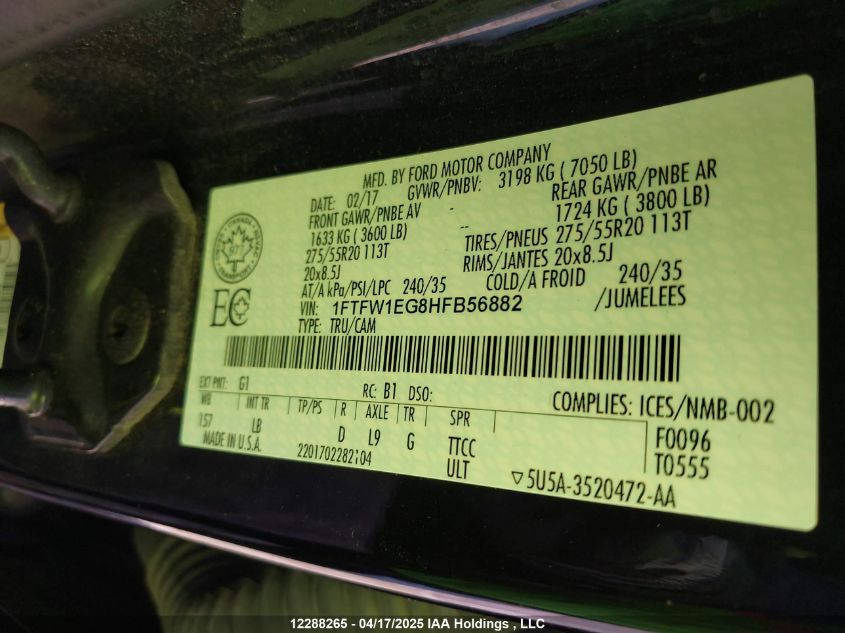 MFD. BY FORD MOTOR COMPANY
DATE: 02/17 GVWR/PNBV: 3198 KG ( 7050 LB)
FRONT GAWR/PNBE AV - REAR GAWR/PNBE AR
1633 KG ( 3600 LB) -- 1724 KG ( 3800 LB)
275/55R20 113T TIRES/PNEUS 275/55R20 113T
20x8.5J RIMS/JANTES 20x8.5J
AT/A kPa/PSI/LPC 240/35 COLD/A FROID 240/35
VIN: 1FTFW1EG8HFB56882 /JUMELEES
TYPE: TRU/CAM
EC
EXT PNT: G1 RC: B1 DSO: COMPLIES: ICES/NMB-002
WB INT TR TP/PS R AXLE TR SPR F0096
157 LB D L9 G TTCC T0555
MADE IN U.S.A. 2201702282104 ULT 5U5A-3520472-AA
12288265 - 04/17/2025 IAA Holdings , LLC